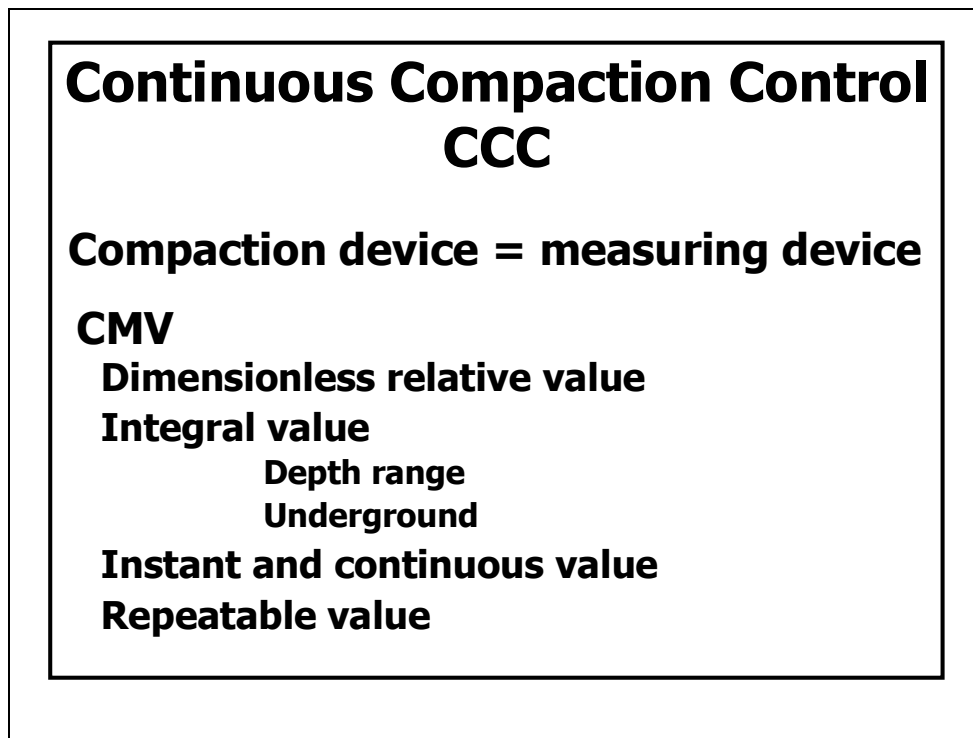 Continuous Compaction Control
CCC
Compaction device = measuring device
CMV
Dimensionless relative value
Integral value
Depth range
Underground
Instant and continuous value
Repeatable value